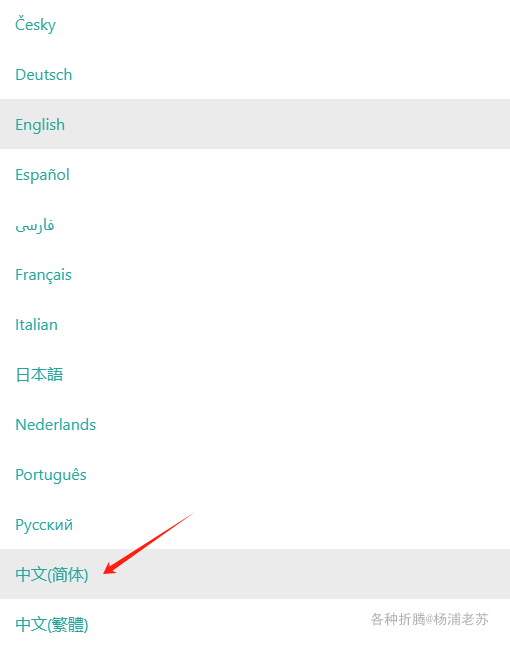 Česky
Deutsch
English
Español
فارسی
Français
Italian
日本語
Nederlands
Português
Русский
中文(简体)
中文(繁體)
各种折腾@杨浦老苏